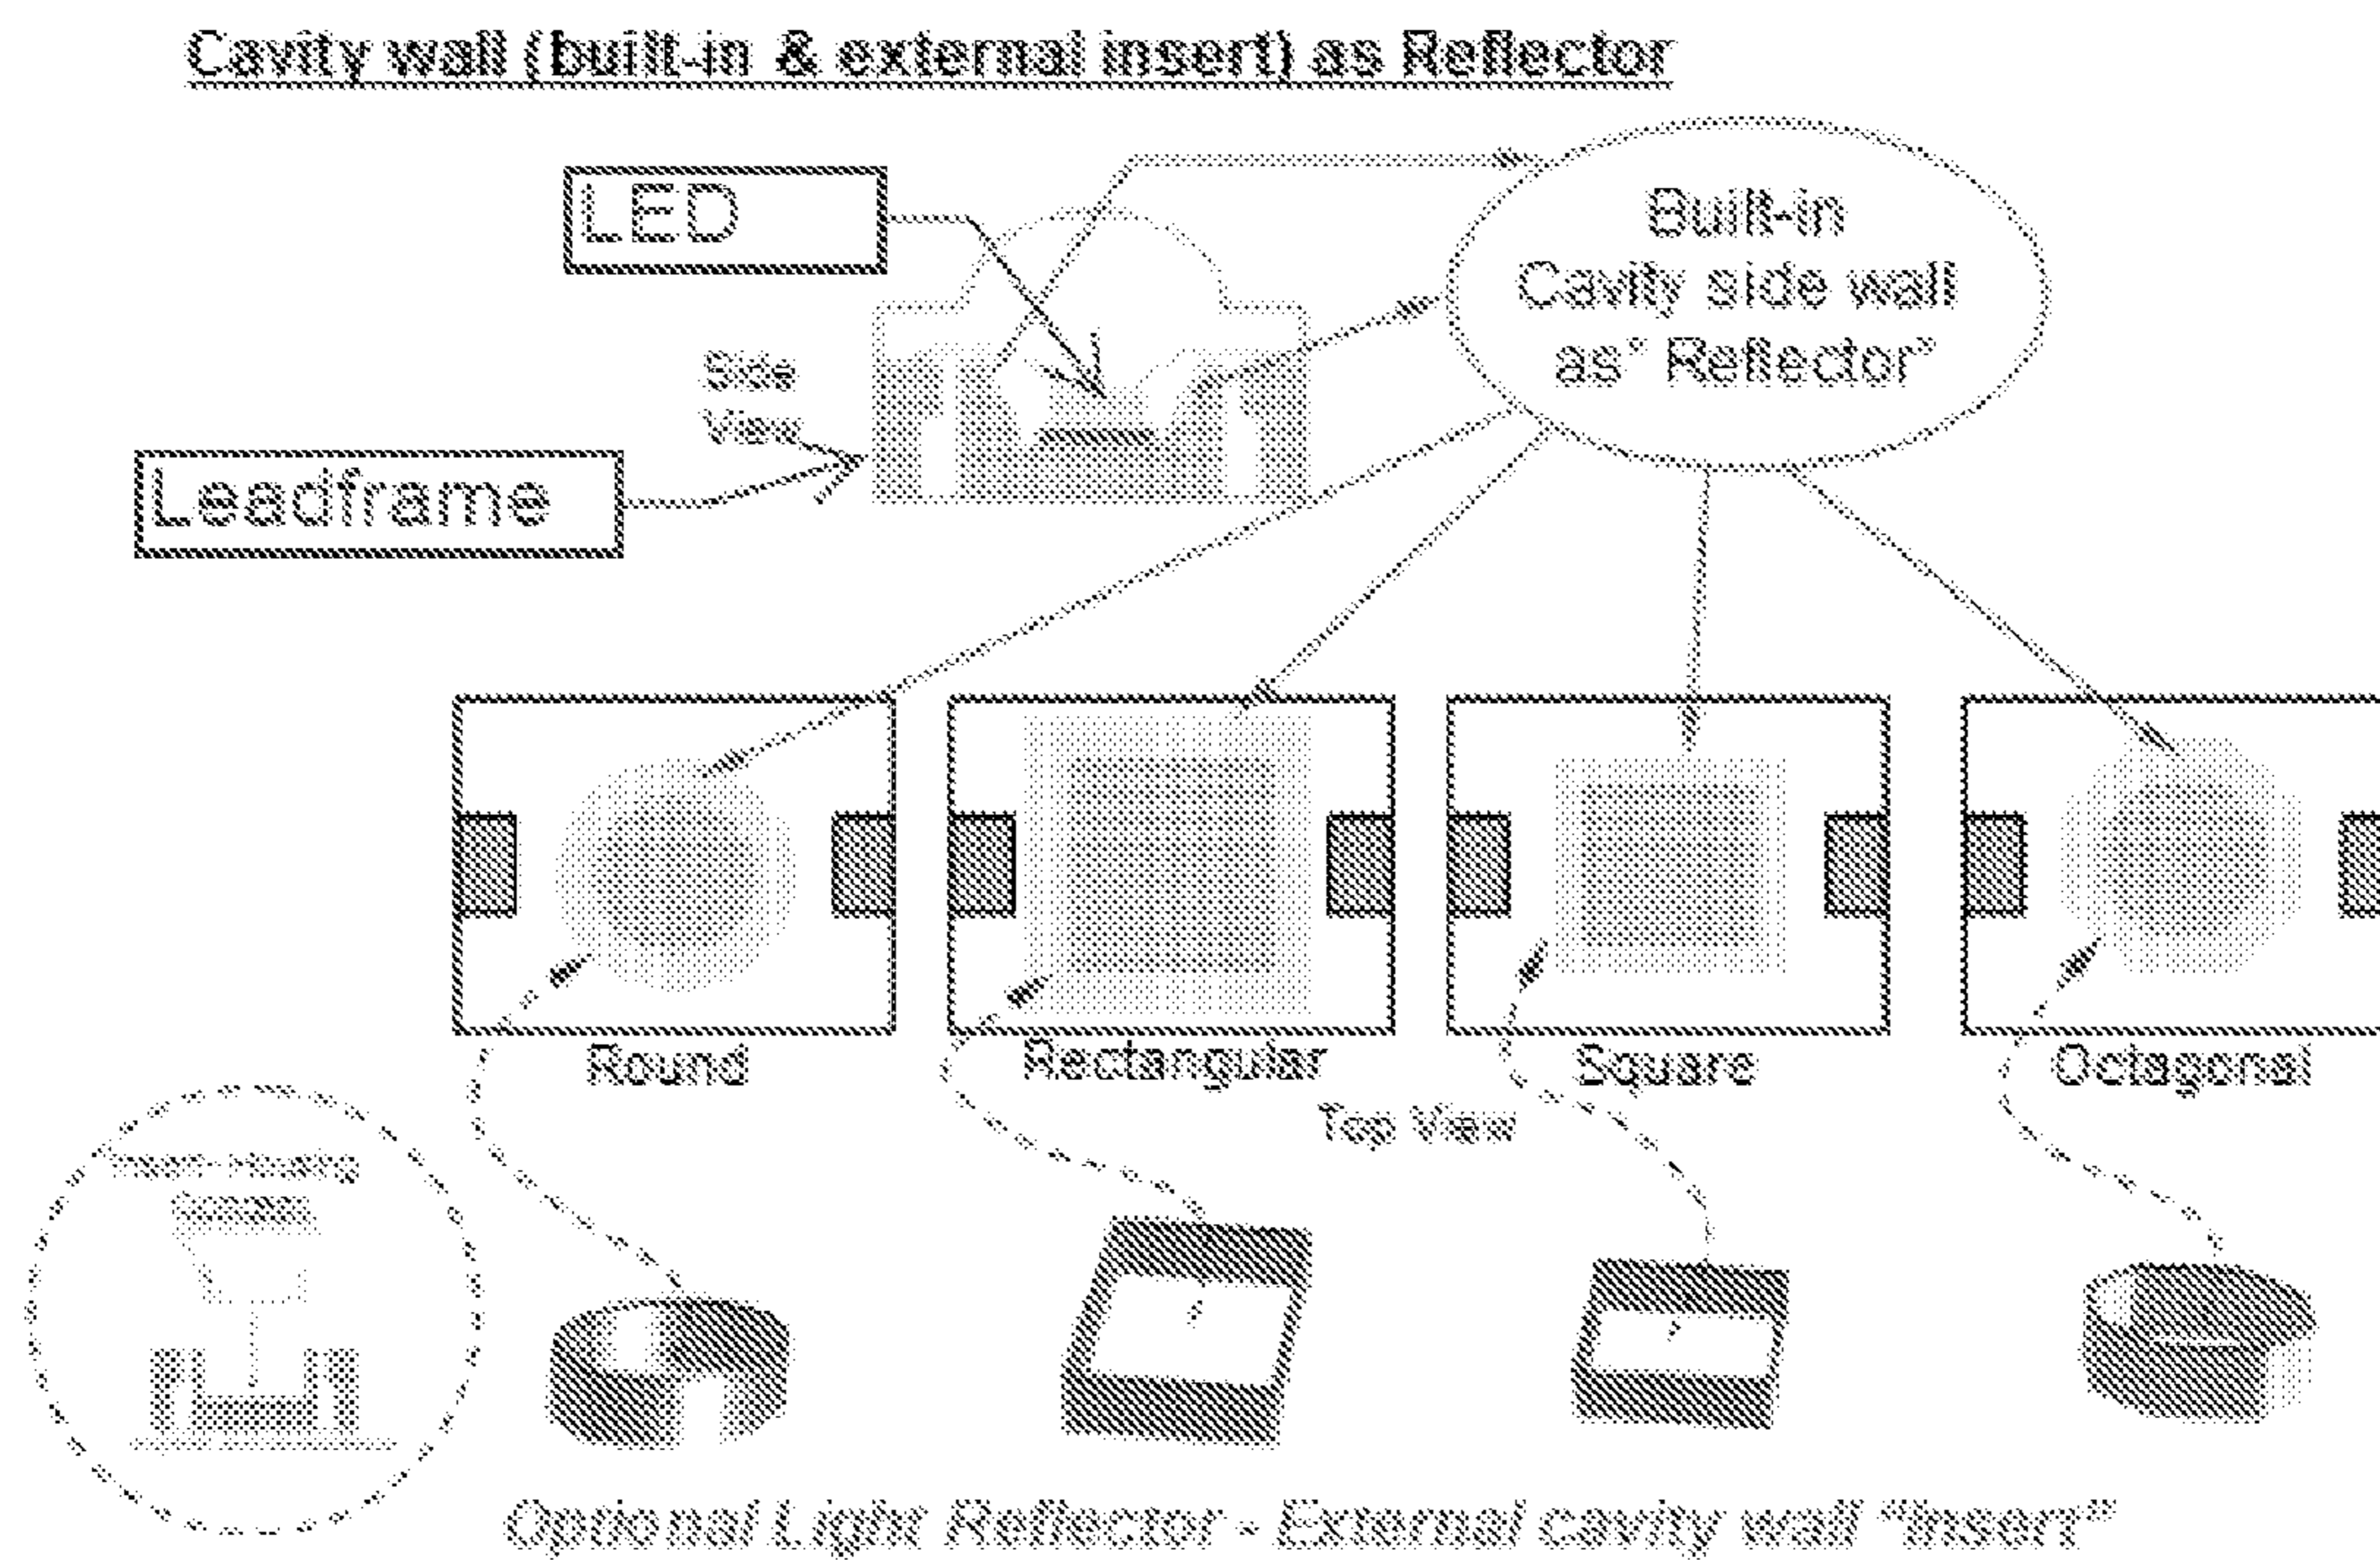 Cavity wall (built-in & external insert) as Reflector
LED
Built-in
Cavity side wall
as" Reflector"
Side
View
Leadframe
Round
Rectangular
Square
Octagonal
Top View
Optional Light Reflector - External cavity wall "Insert"